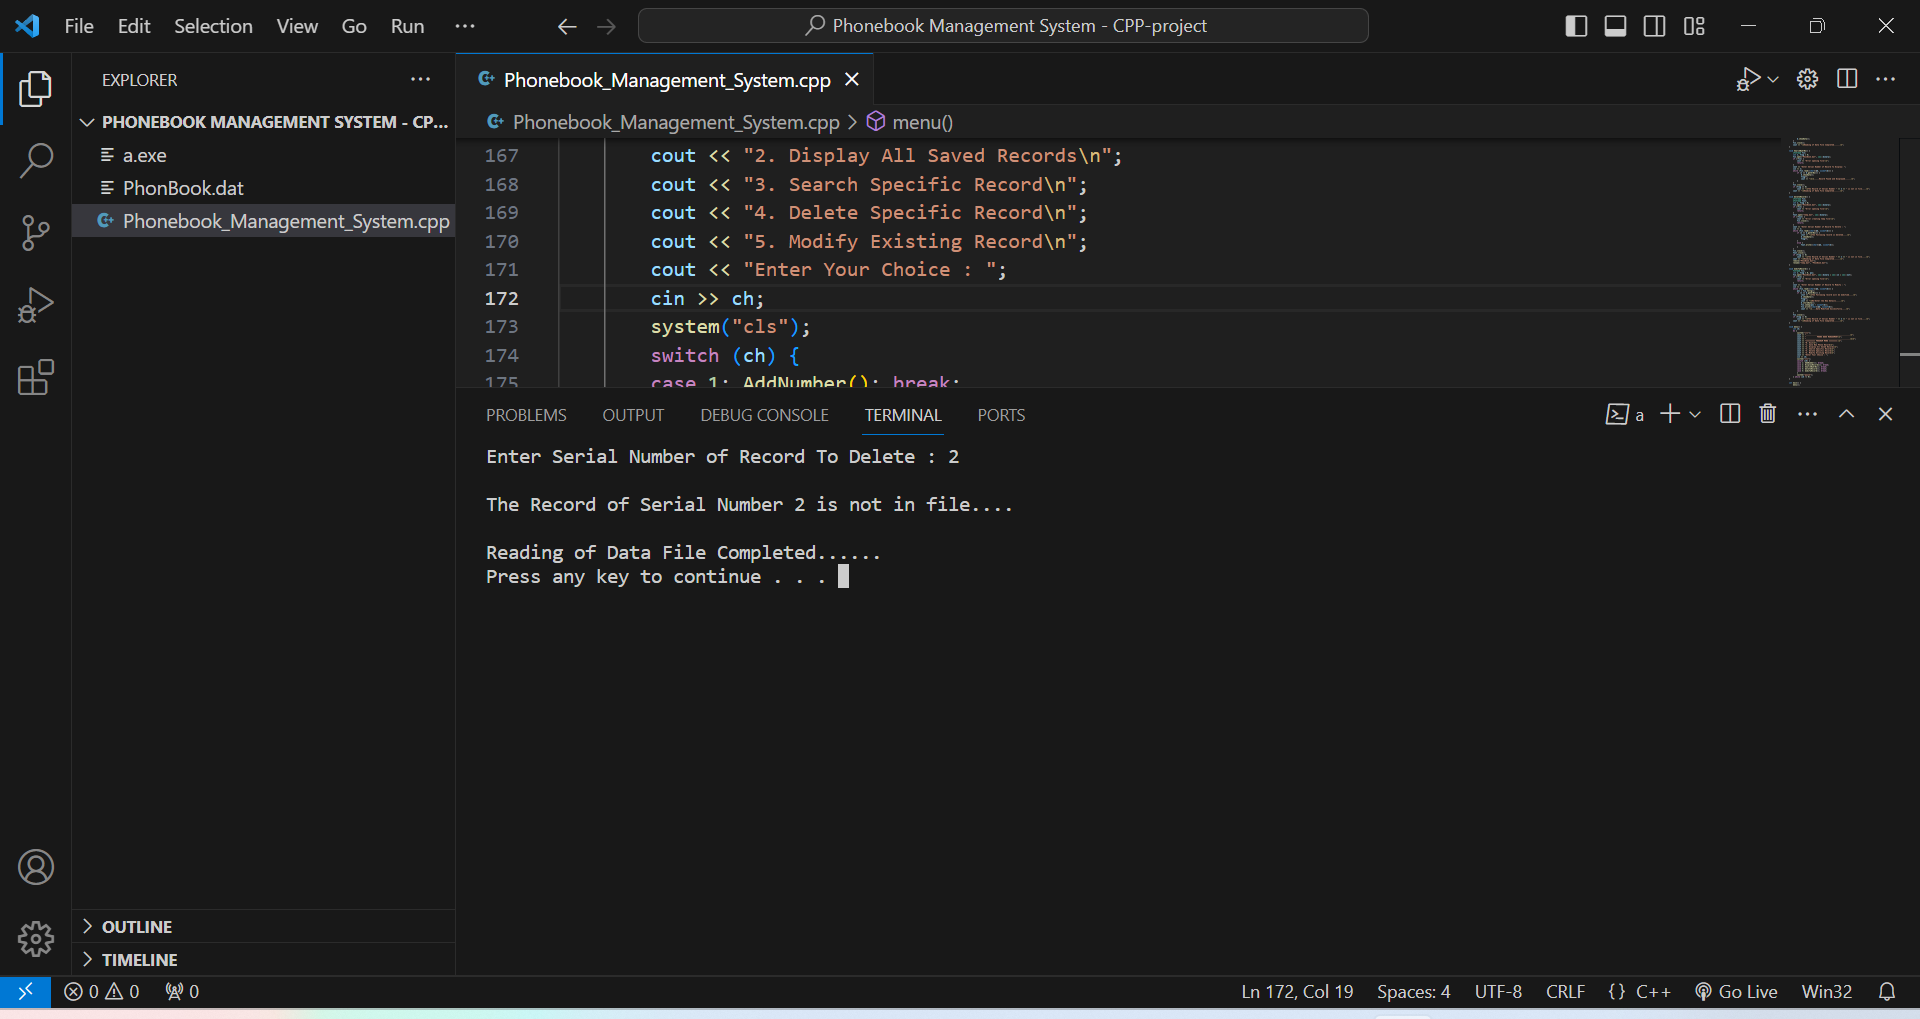 File Edit Selection View Go Run ...
Phonebook Management System - CPP-project
EXPLORER
PHONEBOOK MANAGEMENT SYSTEM - CP...
a.exe
PhonBook.dat
Phonebook_Management_System.cpp
OUTLINE
TIMELINE
Phonebook_Management_System.cpp
Phonebook_Management_System.cpp > menu()
167 cout << "2. Display All Saved Records\n";
168 cout << "3. Search Specific Record\n";
169 cout << "4. Delete Specific Record\n";
170 cout << "5. Modify Existing Record\n";
171 cout << "Enter Your Choice : ";
172 cin >> ch;
173 system("cls");
174 switch (ch) {
175 case 1: AddNumber(); break;
PROBLEMS OUTPUT DEBUG CONSOLE TERMINAL PORTS
a
Enter Serial Number of Record To Delete : 2
The Record of Serial Number 2 is not in file....
Reading of Data File Completed......
Press any key to continue . . .
0 0 0
Ln 172, Col 19 Spaces: 4 UTF-8 CRLF {} C++ Go Live Win32